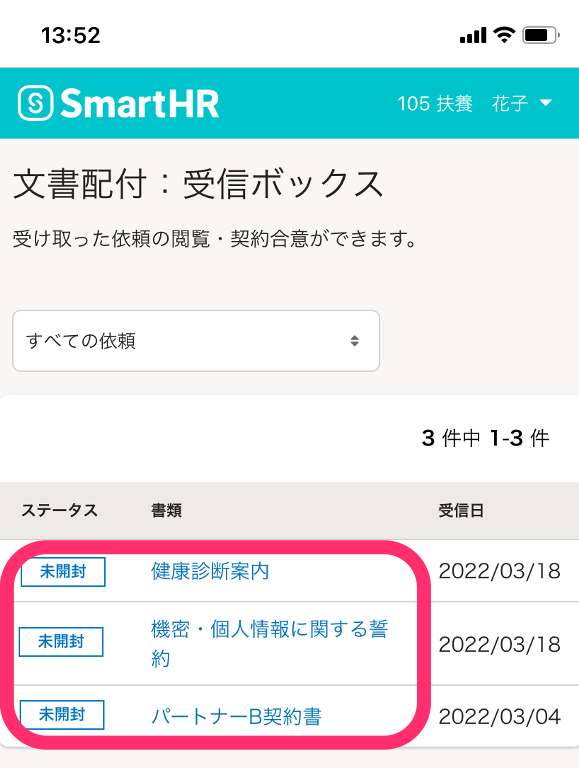 13:52
SmartHR 105 扶養 花子
文書配付：受信ボックス
受け取った依頼の閲覧・契約合意ができます。
すべての依頼
3 件中 1-3 件
ステータス 書類 受信日
未開封 健康診断案内 2022/03/18
未開封 機密・個人情報に関する誓
約 2022/03/18
未開封 パートナーB契約書 2022/03/04